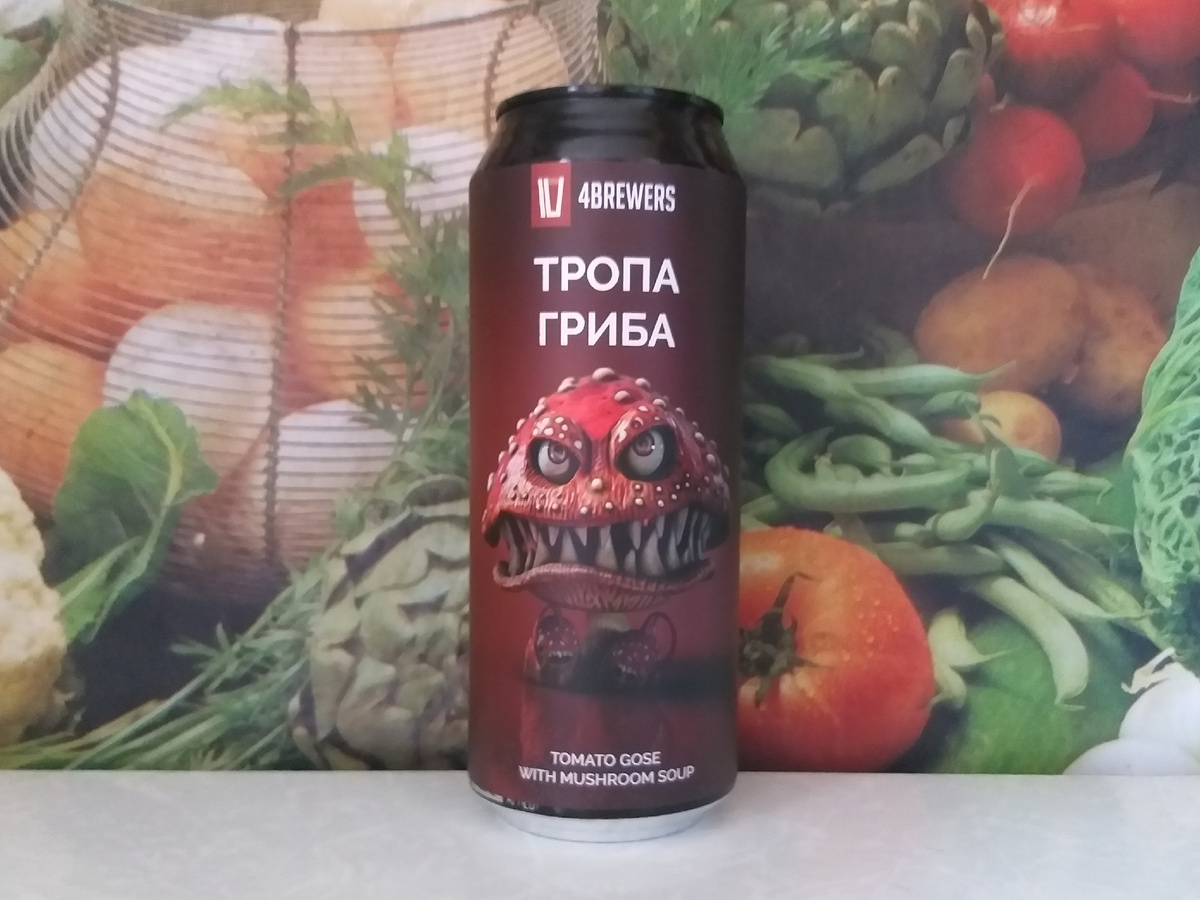 4BREWERS
ТРОПА
ГРИБА
TOMATO GOSE
WITH MUSHROOM SOUP